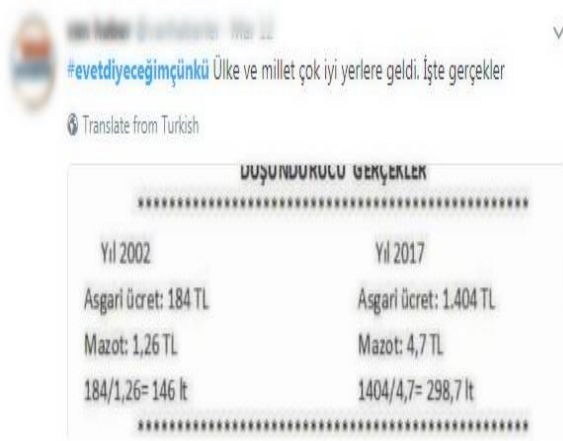 #evetdiyeceğimçünkü Ülke ve millet çok iyi yerlere geldi. İşte gerçekler
Translate from Turkish
DÜŞÜNDÜRÜCÜ GERÇEKLER
**************************************************
Yıl 2002 Yıl 2017
Asgari ücret: 184 TL Asgari ücret: 1.404 TL
Mazot: 1,26 TL Mazot: 4,7 TL
184/1,26= 146 lt 1404/4,7= 298,7 lt
**************************************************